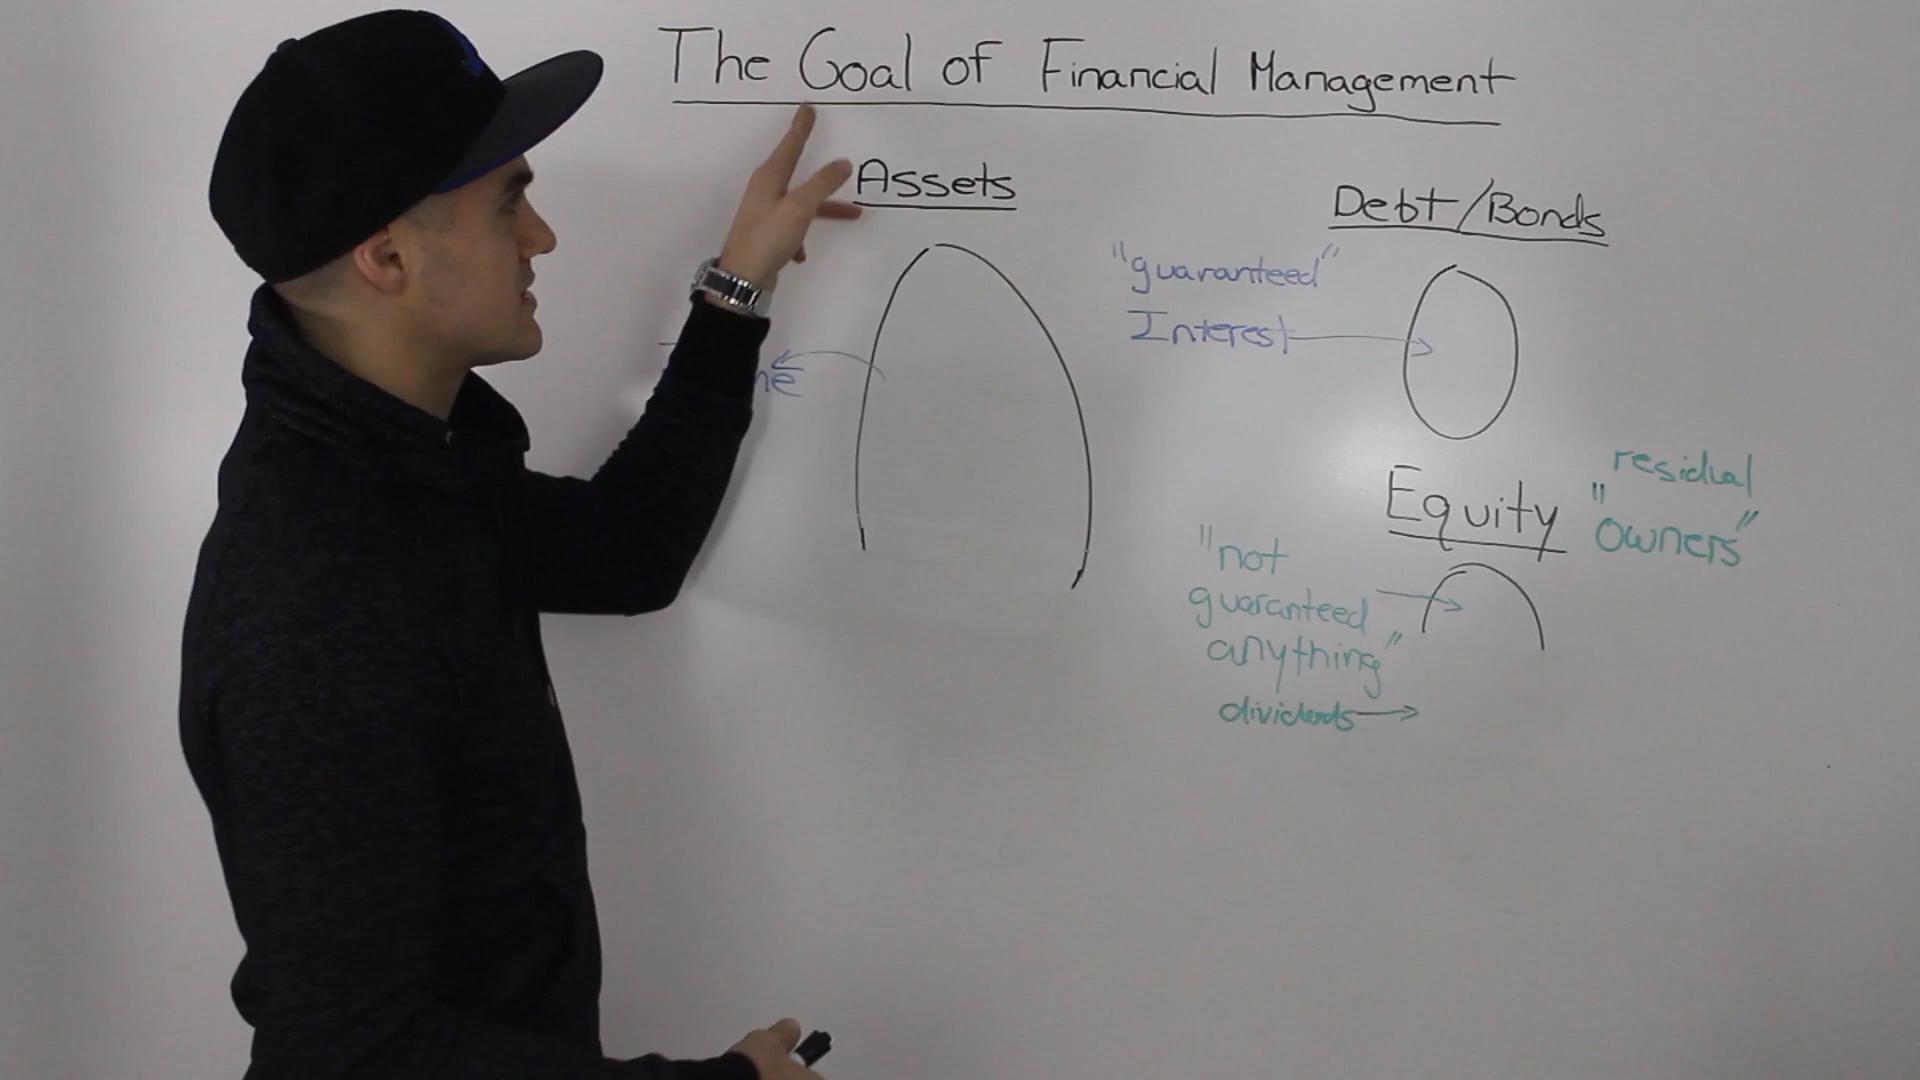 The Goal of Financial Management
Assets
Debt/Bonds
"guaranteed"
Interest
Equity
residual
"owners"
"not
guaranteed
anything"
dividends